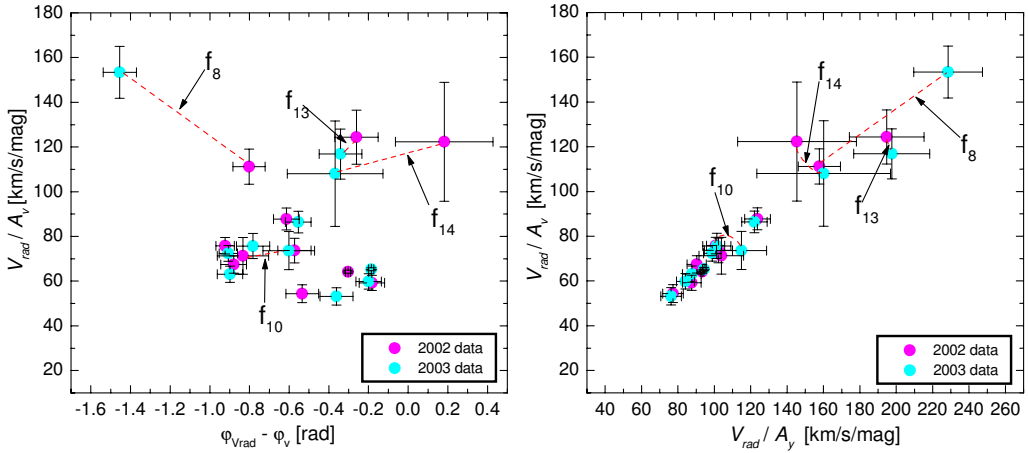 180
160
140
120
100
80
60
40
20
V_rad / A_v [km/s/mag]
-1.6 -1.4 -1.2 -1.0 -0.8 -0.6 -0.4 -0.2 0.0 0.2 0.4
φ_Vrad - φ_v [rad]
f_8
f_13
f_14
f_10
2002 data
2003 data
180
160
140
120
100
80
60
40
20
V_rad / A_v [km/s/mag]
40 60 80 100 120 140 160 180 200 220 240 260
V_rad / A_y [km/s/mag]
f_14
f_8
f_10
f_13
2002 data
2003 data